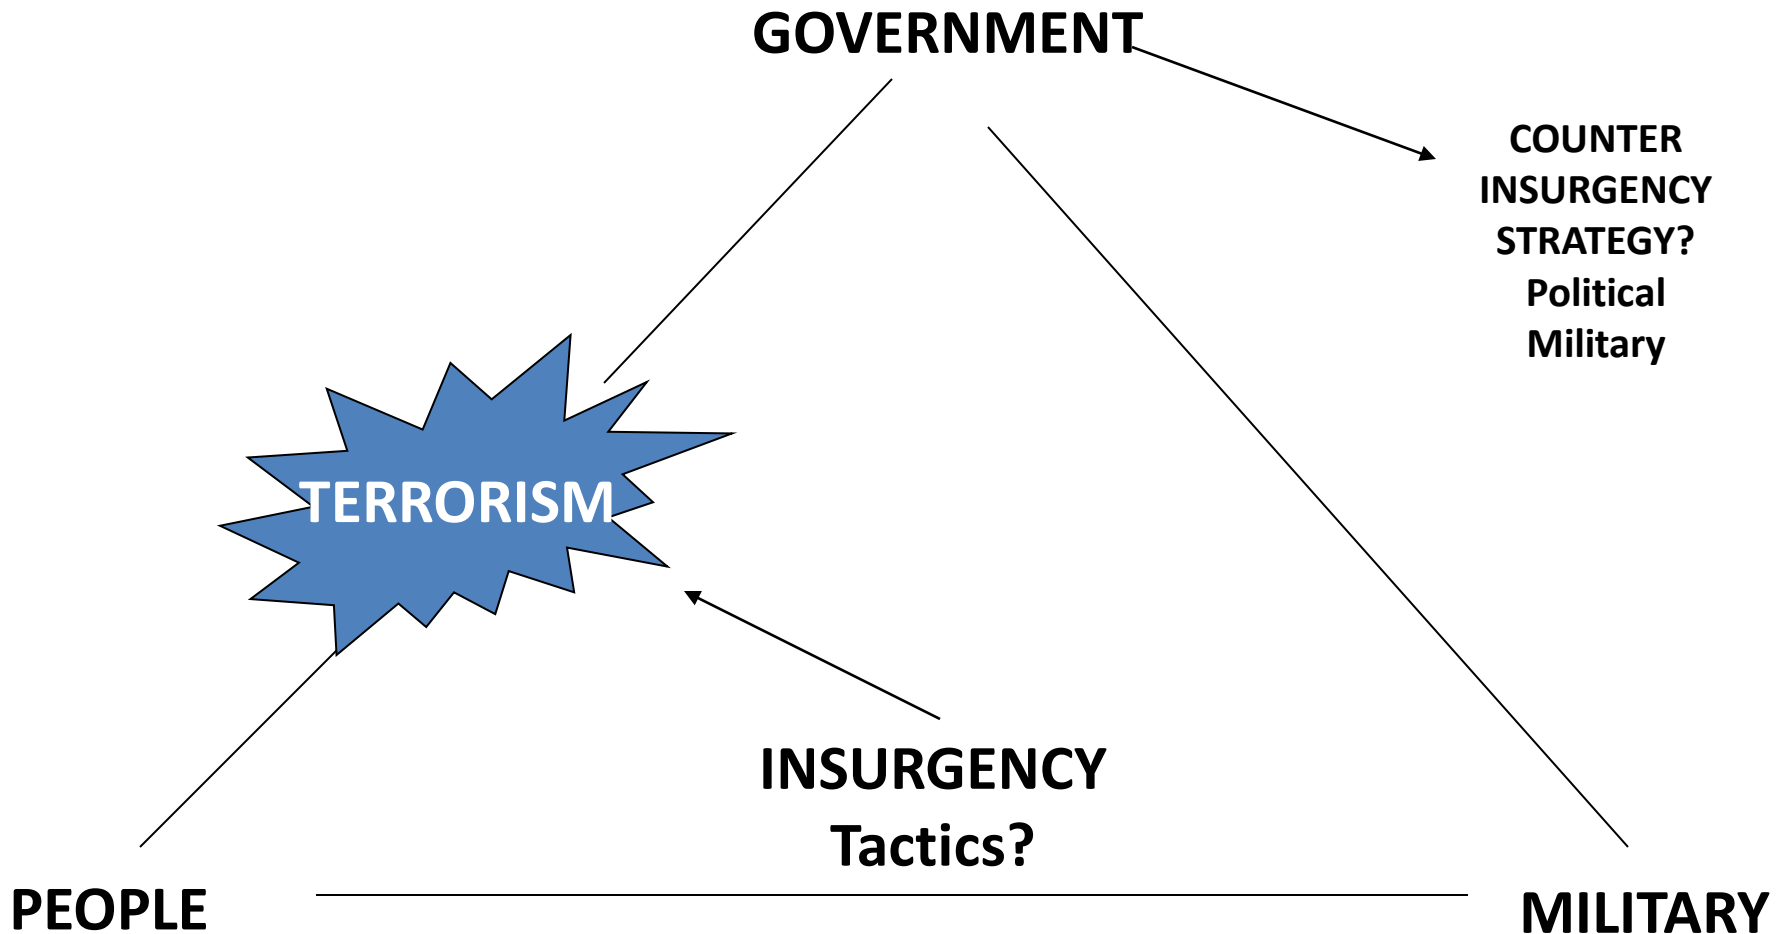 GOVERNMENT
COUNTER
INSURGENCY
STRATEGY?
Political
Military
TERRORISM
INSURGENCY
Tactics?
PEOPLE
MILITARY